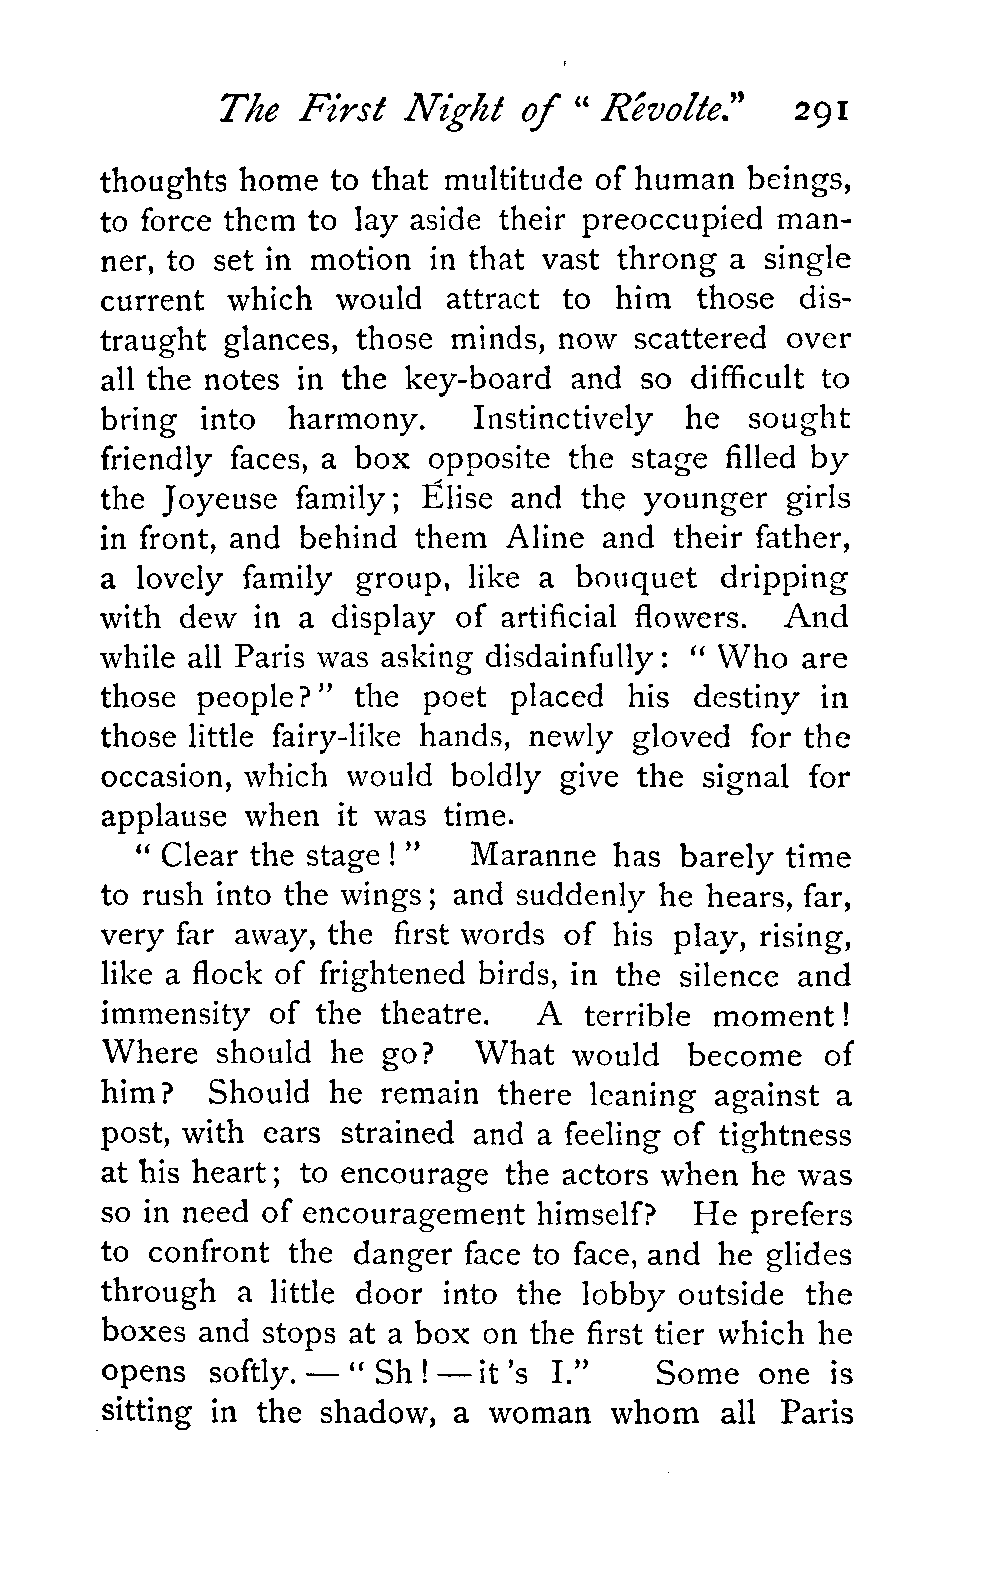 The First Night of " Révolte." 291
thoughts home to that multitude of human beings,
to force them to lay aside their preoccupied man-
ner, to set in motion in that vast throng a single
current which would attract to him those dis-
traught glances, those minds, now scattered over
all the notes in the key-board and so difficult to
bring into harmony. Instinctively he sought
friendly faces, a box opposite the stage filled by
the Joyeuse family; Élise and the younger girls
in front, and behind them Aline and their father,
a lovely family group, like a bouquet dripping
with dew in a display of artificial flowers. And
while all Paris was asking disdainfully: " Who are
those people?" the poet placed his destiny in
those little fairy-like hands, newly gloved for the
occasion, which would boldly give the signal for
applause when it was time.
" Clear the stage! " Maranne has barely time
to rush into the wings; and suddenly he hears, far,
very far away, the first words of his play, rising,
like a flock of frightened birds, in the silence and
immensity of the theatre. A terrible moment!
Where should he go? What would become of
him? Should he remain there leaning against a
post, with ears strained and a feeling of tightness
at his heart; to encourage the actors when he was
so in need of encouragement himself? He prefers
to confront the danger face to face, and he glides
through a little door into the lobby outside the
boxes and stops at a box on the first tier which he
opens softly. — " Sh! — it 's I." Some one is
sitting in the shadow, a woman whom all Paris